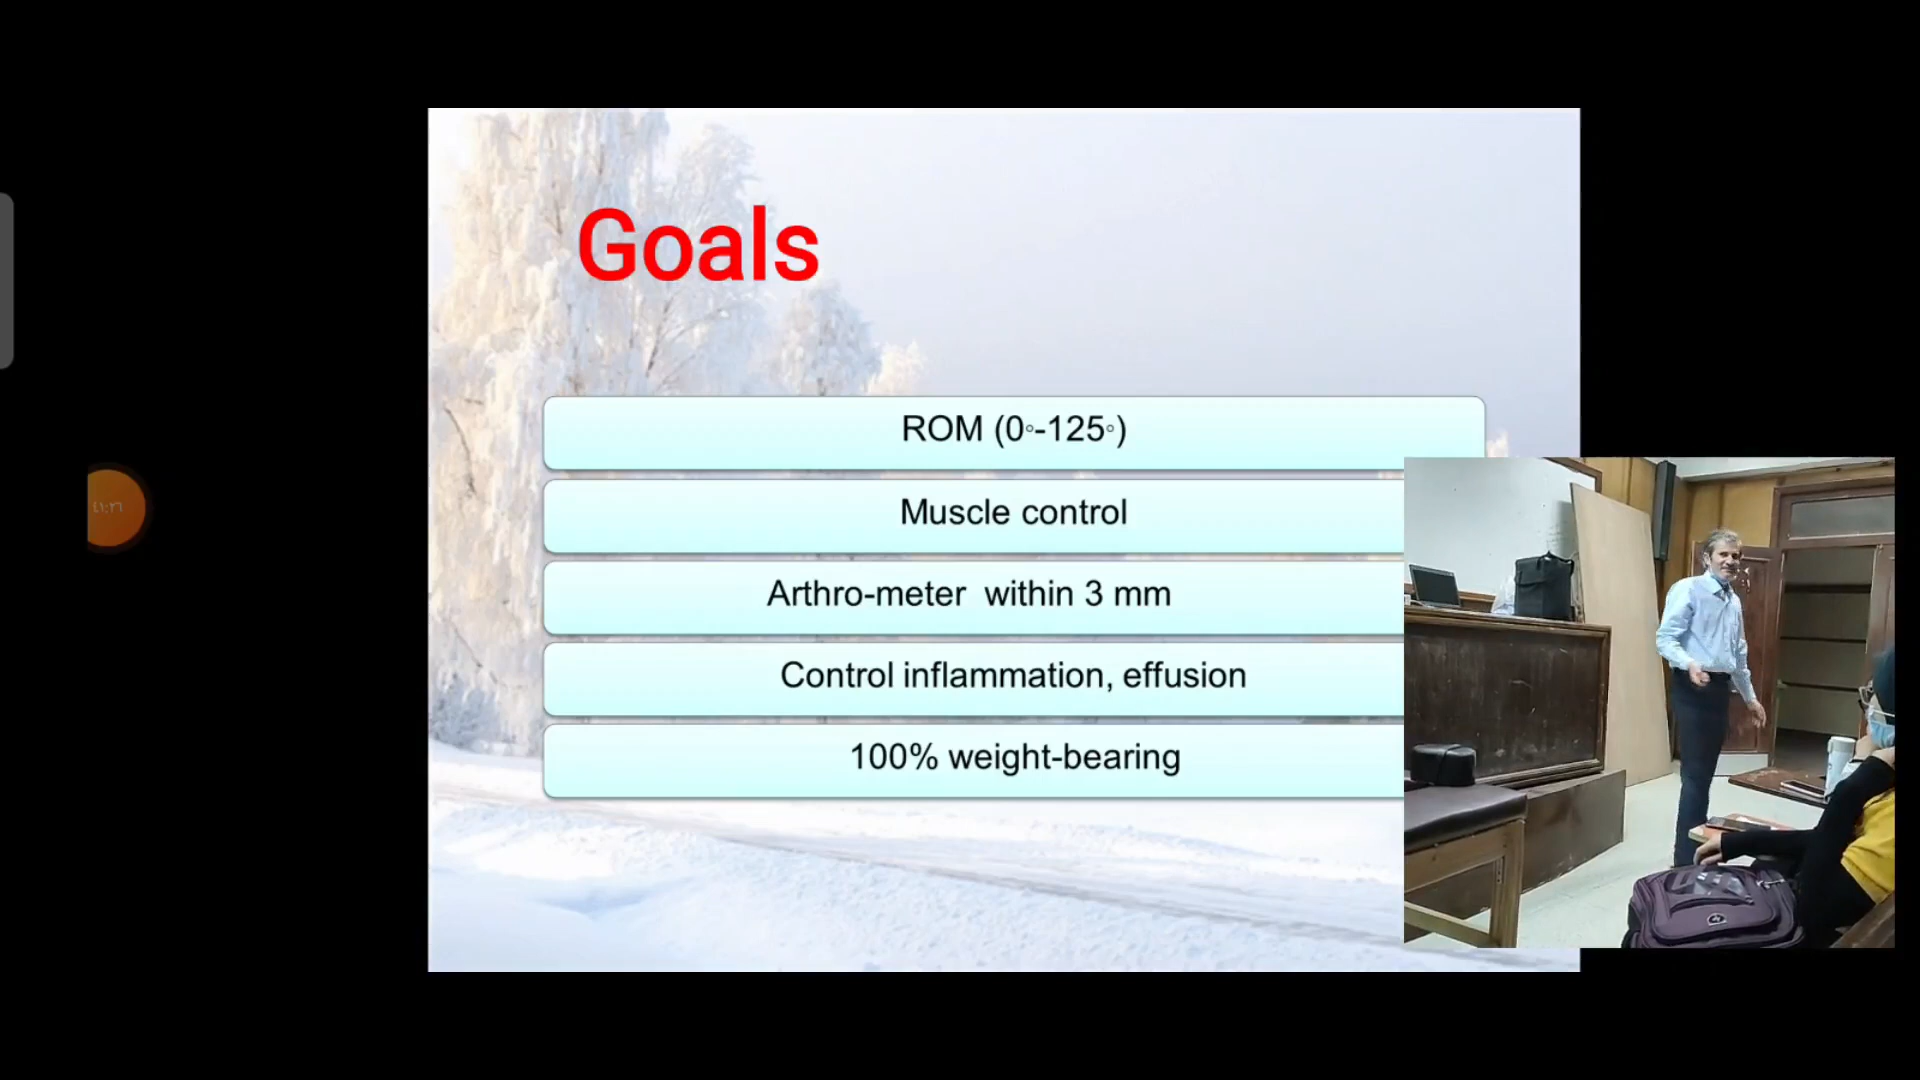 Goals
ROM (0◦-125◦)
Muscle control
Arthro-meter within 3 mm
Control inflammation, effusion
100% weight-bearing